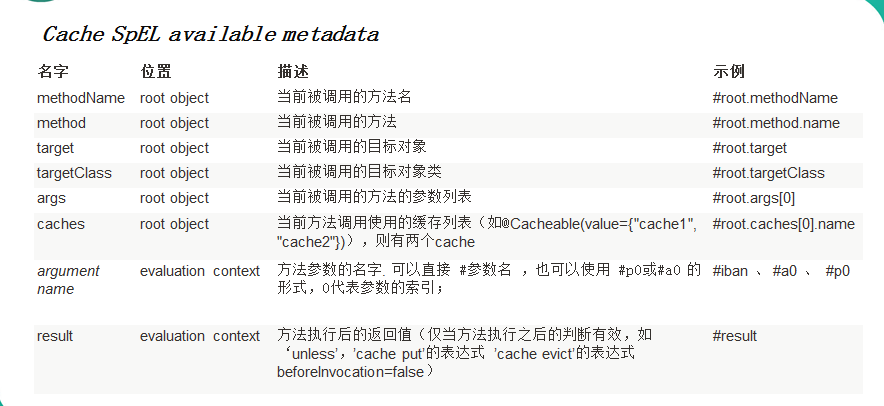 Cache SpEL available metadata
名字 位置 描述 示例
methodName root object 当前被调用的方法名 #root.methodName
method root object 当前被调用的方法 #root.method.name
target root object 当前被调用的目标对象 #root.target
targetClass root object 当前被调用的目标对象类 #root.targetClass
args root object 当前被调用的方法的参数列表 #root.args[0]
caches root object 当前方法调用使用的缓存列表（如@Cacheable(value={"cache1", #root.caches[0].name
"cache2"})），则有两个cache
argument evaluation context 方法参数的名字. 可以直接 #参数名 ，也可以使用 #p0或#a0 的 #iban 、 #a0 、 #p0
name 形式，0代表参数的索引；
result evaluation context 方法执行后的返回值（仅当方法执行之后的判断有效，如 #result
‘unless’，’cache put’的表达式 ’cache evict’的表达式
beforeInvocation=false）